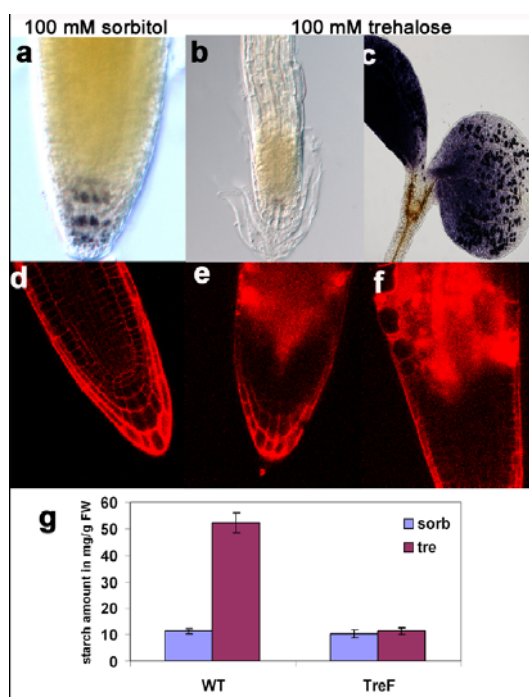 100 mM sorbitol 100 mM trehalose
a b c
d e f
g
starch amount in mg/g FW
60
50
40
30
20
10
0
sorb
tre
WT TreF